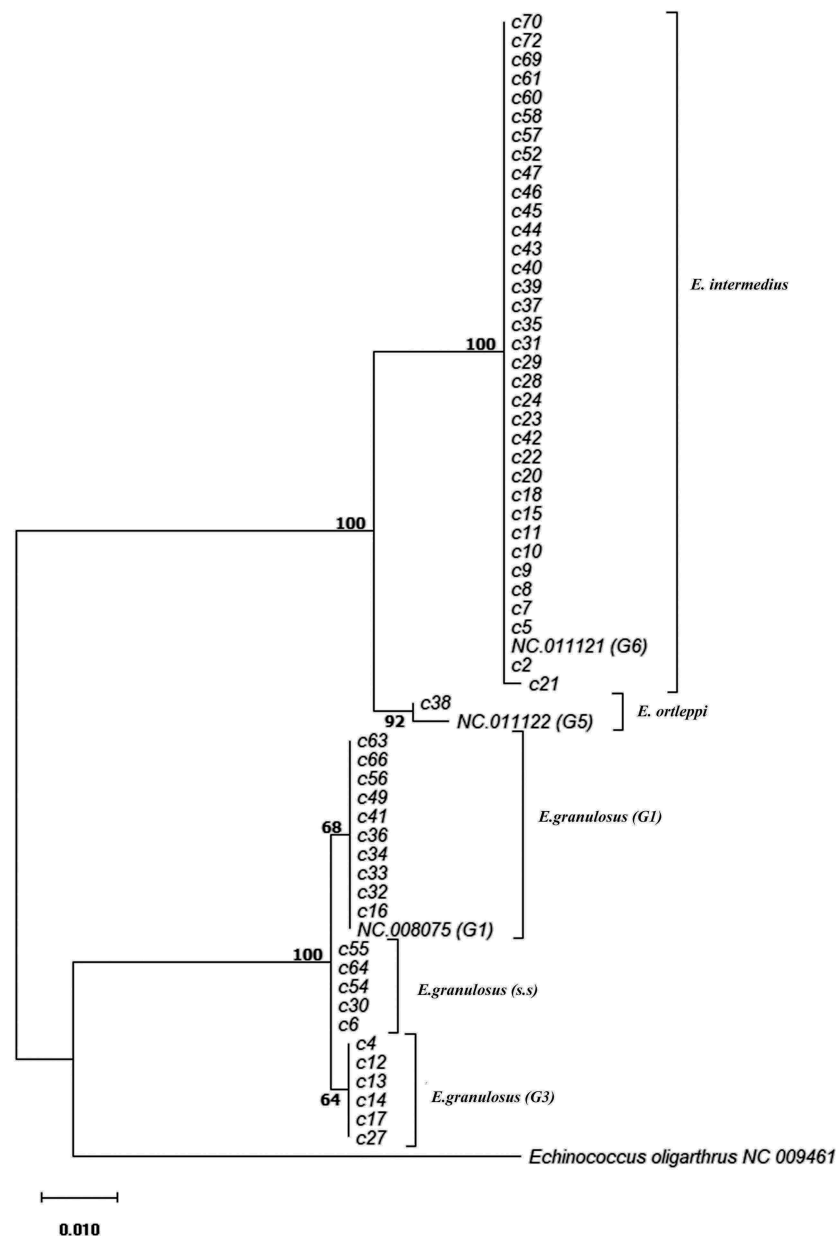 c70
c72
c69
c61
c60
c58
c57
c52
c47
c46
c45
c44
c43
c40
c39
E. intermedius
c37
c35
100
c31
c29
c28
c24
c23
c42
c22
c20
c18
c15
100
c11
c10
c9
c8
c7
c5
NC.011121 (G6)
c2
c21
c38
E. ortleppi
92
NC.011122 (G5)
c63
c66
c56
c49
E.granulosus (G1)
c41
68
c36
c34
c33
c32
c16
NC.008075 (G1)
c55
100
c64
c54
E.granulosus (s.s)
c30
c6
c4
c12
c13
E.granulosus (G3)
64
c14
c17
c27
Echinococcus oligarthrus NC 009461
0.010